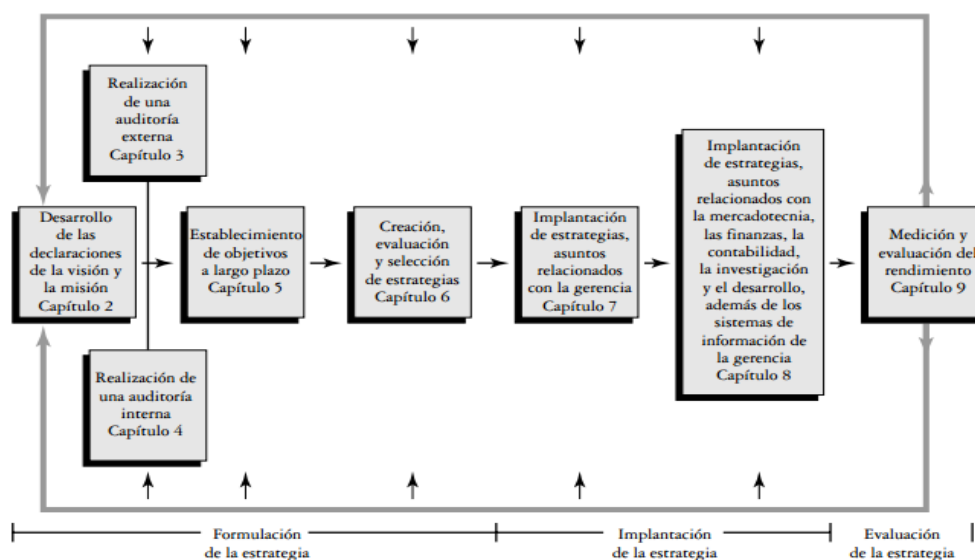 Realización
de una
auditoría
externa
Capítulo 3
Desarrollo
de las
declaraciones
de la visión y
la misión
Capítulo 2
Realización de
una auditoría
interna
Capítulo 4
Establecimiento
de objetivos
a largo plazo
Capítulo 5
Creación,
evaluación
y selección
de estrategias
Capítulo 6
Implantación
de estrategias,
asuntos
relacionados
con la gerencia
Capítulo 7
Implantación
de estrategias,
asuntos
relacionados con
la mercadotecnia,
las finanzas, la
contabilidad,
la investigación
y el desarrollo,
además de los
sistemas de
información de
la gerencia
Capítulo 8
Medición y
evaluación del
rendimiento
Capítulo 9
Formulación
de la estrategia
Implantación
de la estrategia
Evaluación
de la estrategia